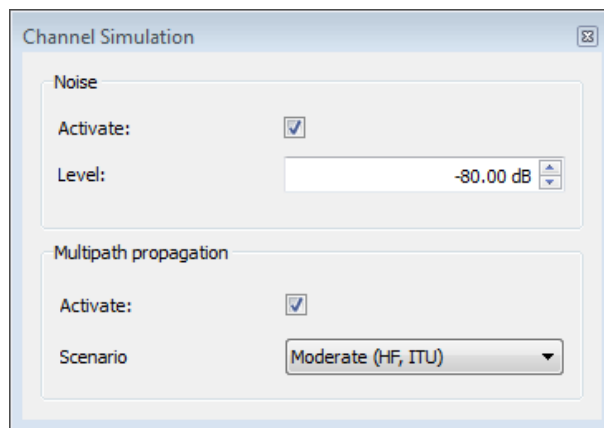 Channel Simulation
Noise
Activate:
Level: -80.00 dB
Multipath propagation
Activate:
Scenario Moderate (HF, ITU)